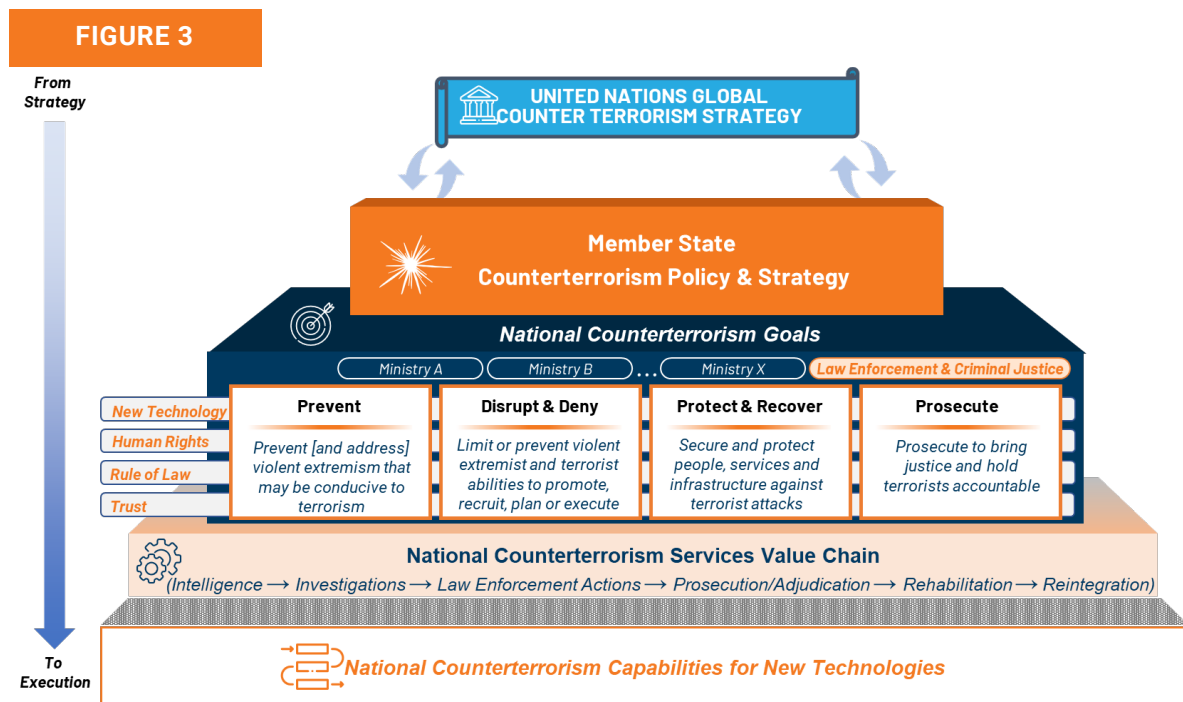 FIGURE 3
From
Strategy
UNITED NATIONS GLOBAL
COUNTER TERRORISM STRATEGY
Member State
Counterterrorism Policy & Strategy
National Counterterrorism Goals
Ministry A
Ministry B
...
Ministry X
Law Enforcement & Criminal Justice
New Technology
Human Rights
Rule of Law
Trust
Prevent
Prevent [and address]
violent extremism that
may be conducive to
terrorism
Disrupt & Deny
Limit or prevent violent
extremist and terrorist
abilities to promote,
recruit, plan or execute
Protect & Recover
Secure and protect
people, services and
infrastructure against
terrorist attacks
Prosecute
Prosecute to bring
justice and hold
terrorists accountable
National Counterterrorism Services Value Chain
(Intelligence → Investigations → Law Enforcement Actions → Prosecution/Adjudication → Rehabilitation → Reintegration)
To
Execution
National Counterterrorism Capabilities for New Technologies